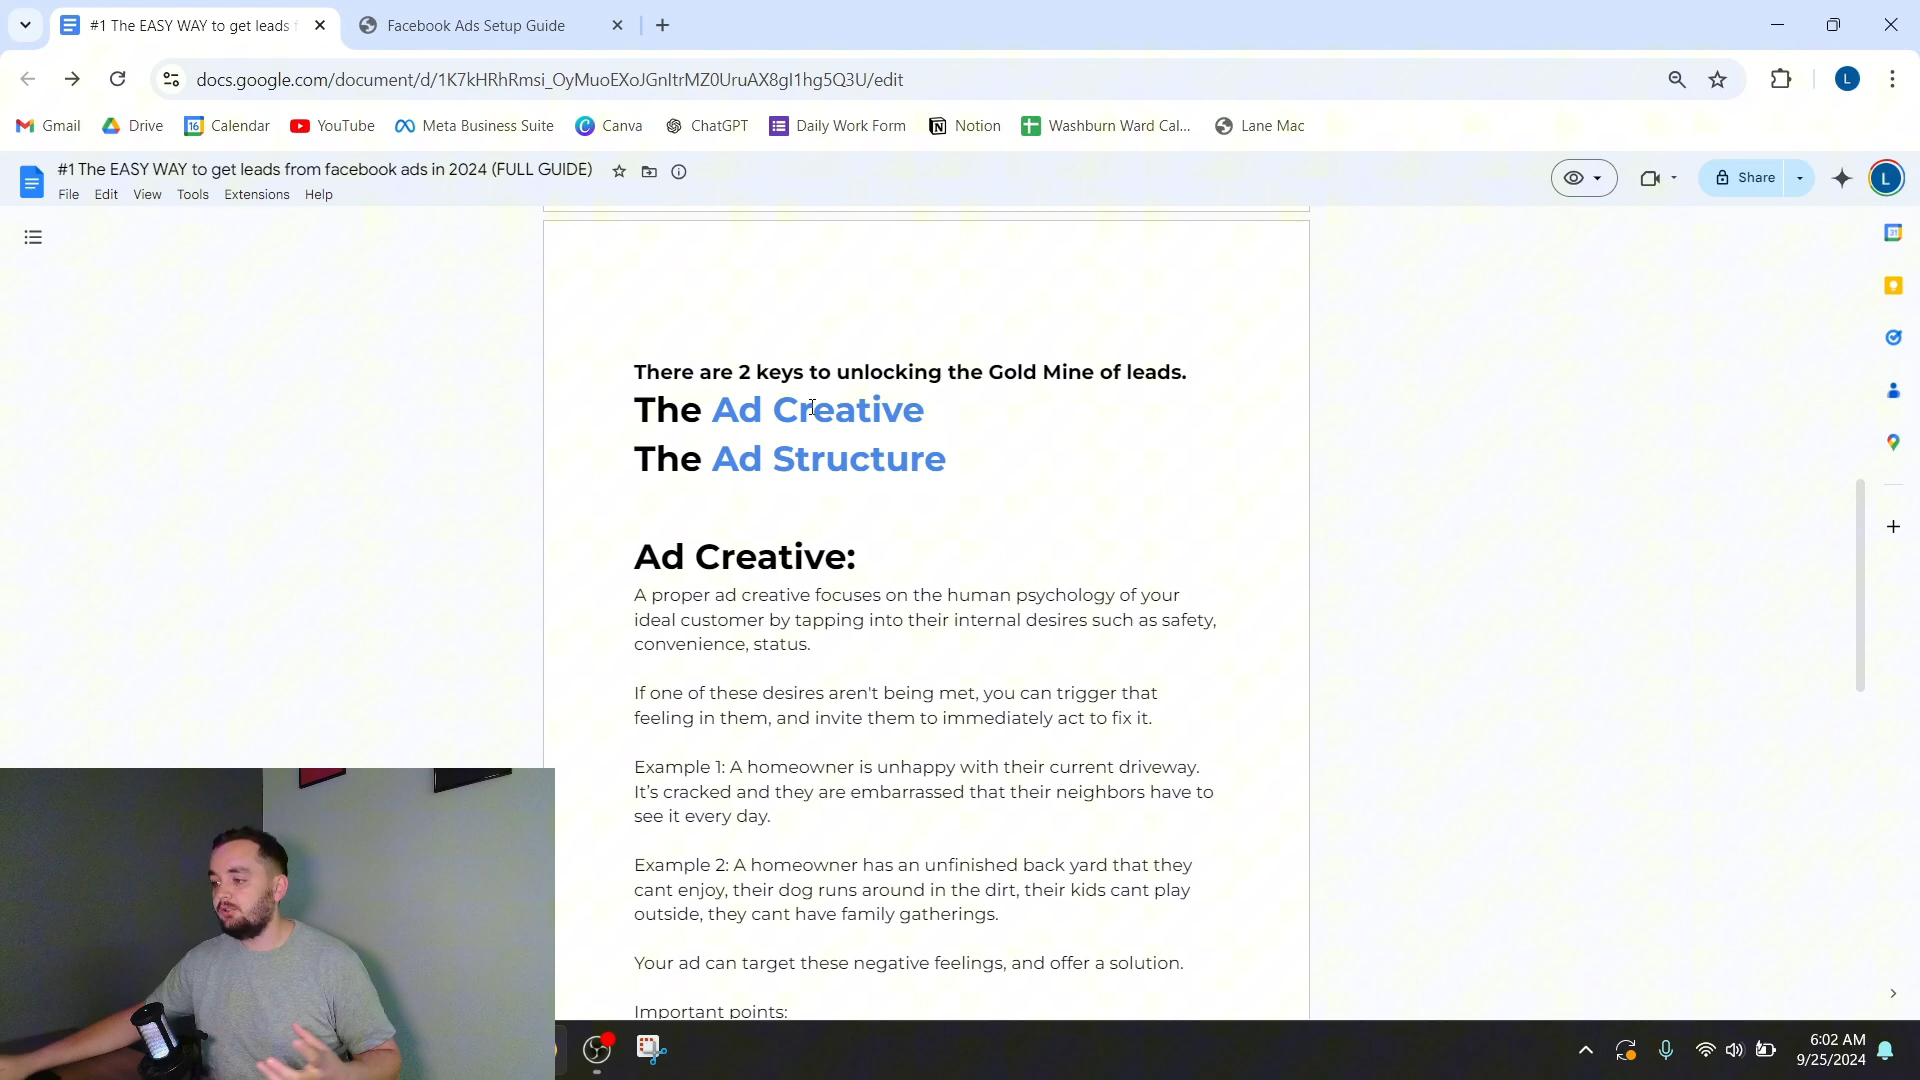 #1 The EASY WAY to get leads f
Facebook Ads Setup Guide
docs.google.com/document/d/1K7kHRhRmsi_OyMuoEXoJGnItrMZ0UruAX8gI1hg5Q3U/edit
L
Gmail
Drive
16
Calendar
YouTube
Meta Business Suite
Canva
ChatGPT
Daily Work Form
Notion
Washburn Ward Cal...
Lane Mac
#1 The EASY WAY to get leads from facebook ads in 2024 (FULL GUIDE)
File Edit View Tools Extensions Help
Share
L
31
There are 2 keys to unlocking the Gold Mine of leads.
The Ad Creative
The Ad Structure
Ad Creative:
A proper ad creative focuses on the human psychology of your
ideal customer by tapping into their internal desires such as safety,
convenience, status.
If one of these desires aren't being met, you can trigger that
feeling in them, and invite them to immediately act to fix it.
Example 1: A homeowner is unhappy with their current driveway.
It’s cracked and they are embarrassed that their neighbors have to
see it every day.
Example 2: A homeowner has an unfinished back yard that they
cant enjoy, their dog runs around in the dirt, their kids cant play
outside, they cant have family gatherings.
Your ad can target these negative feelings, and offer a solution.
Important points:
6:02 AM
9/25/2024